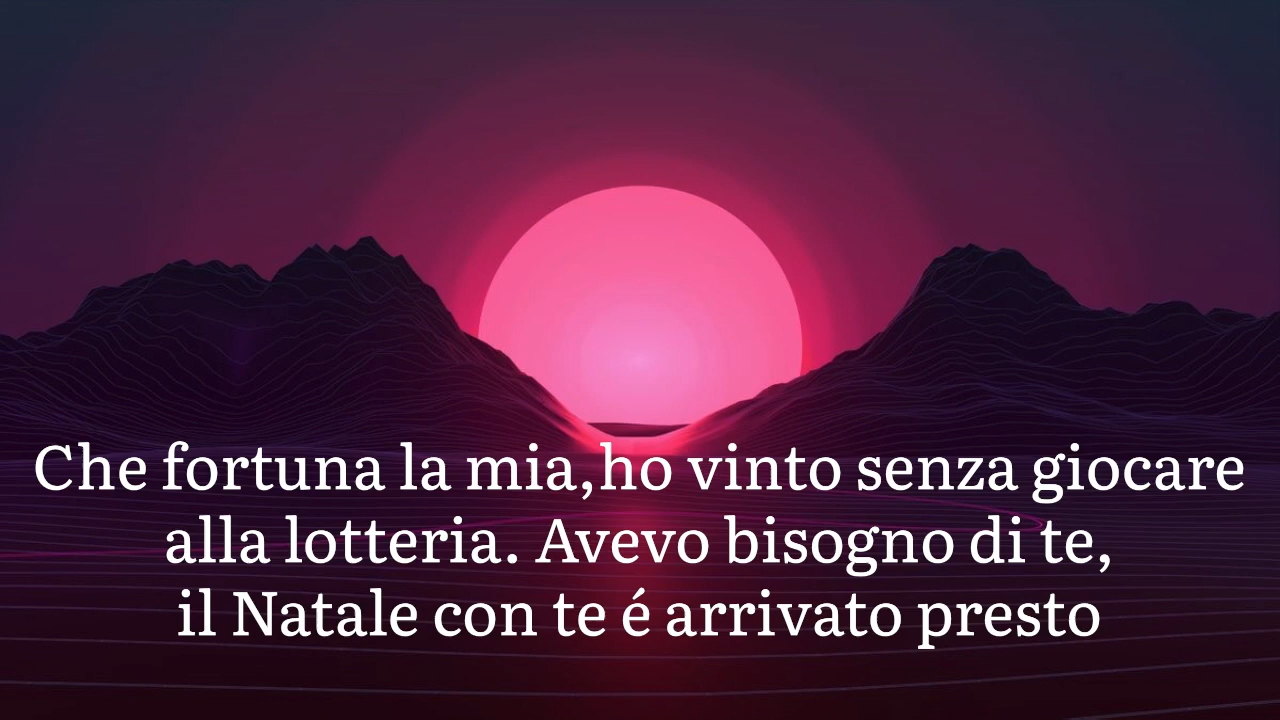 Che fortuna la mia,ho vinto senza giocare
alla lotteria. Avevo bisogno di te,
il Natale con te é arrivato presto